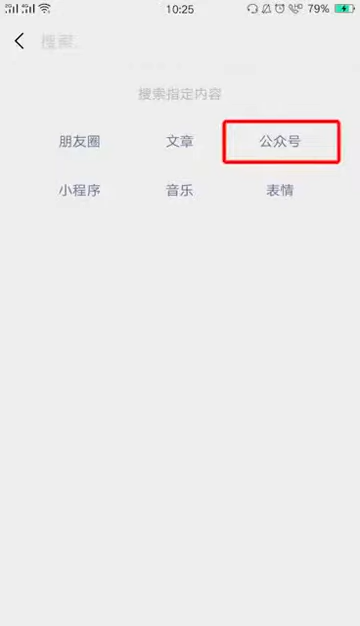 10:25
79%
搜索
搜索指定内容
朋友圈 文章 公众号
小程序 音乐 表情